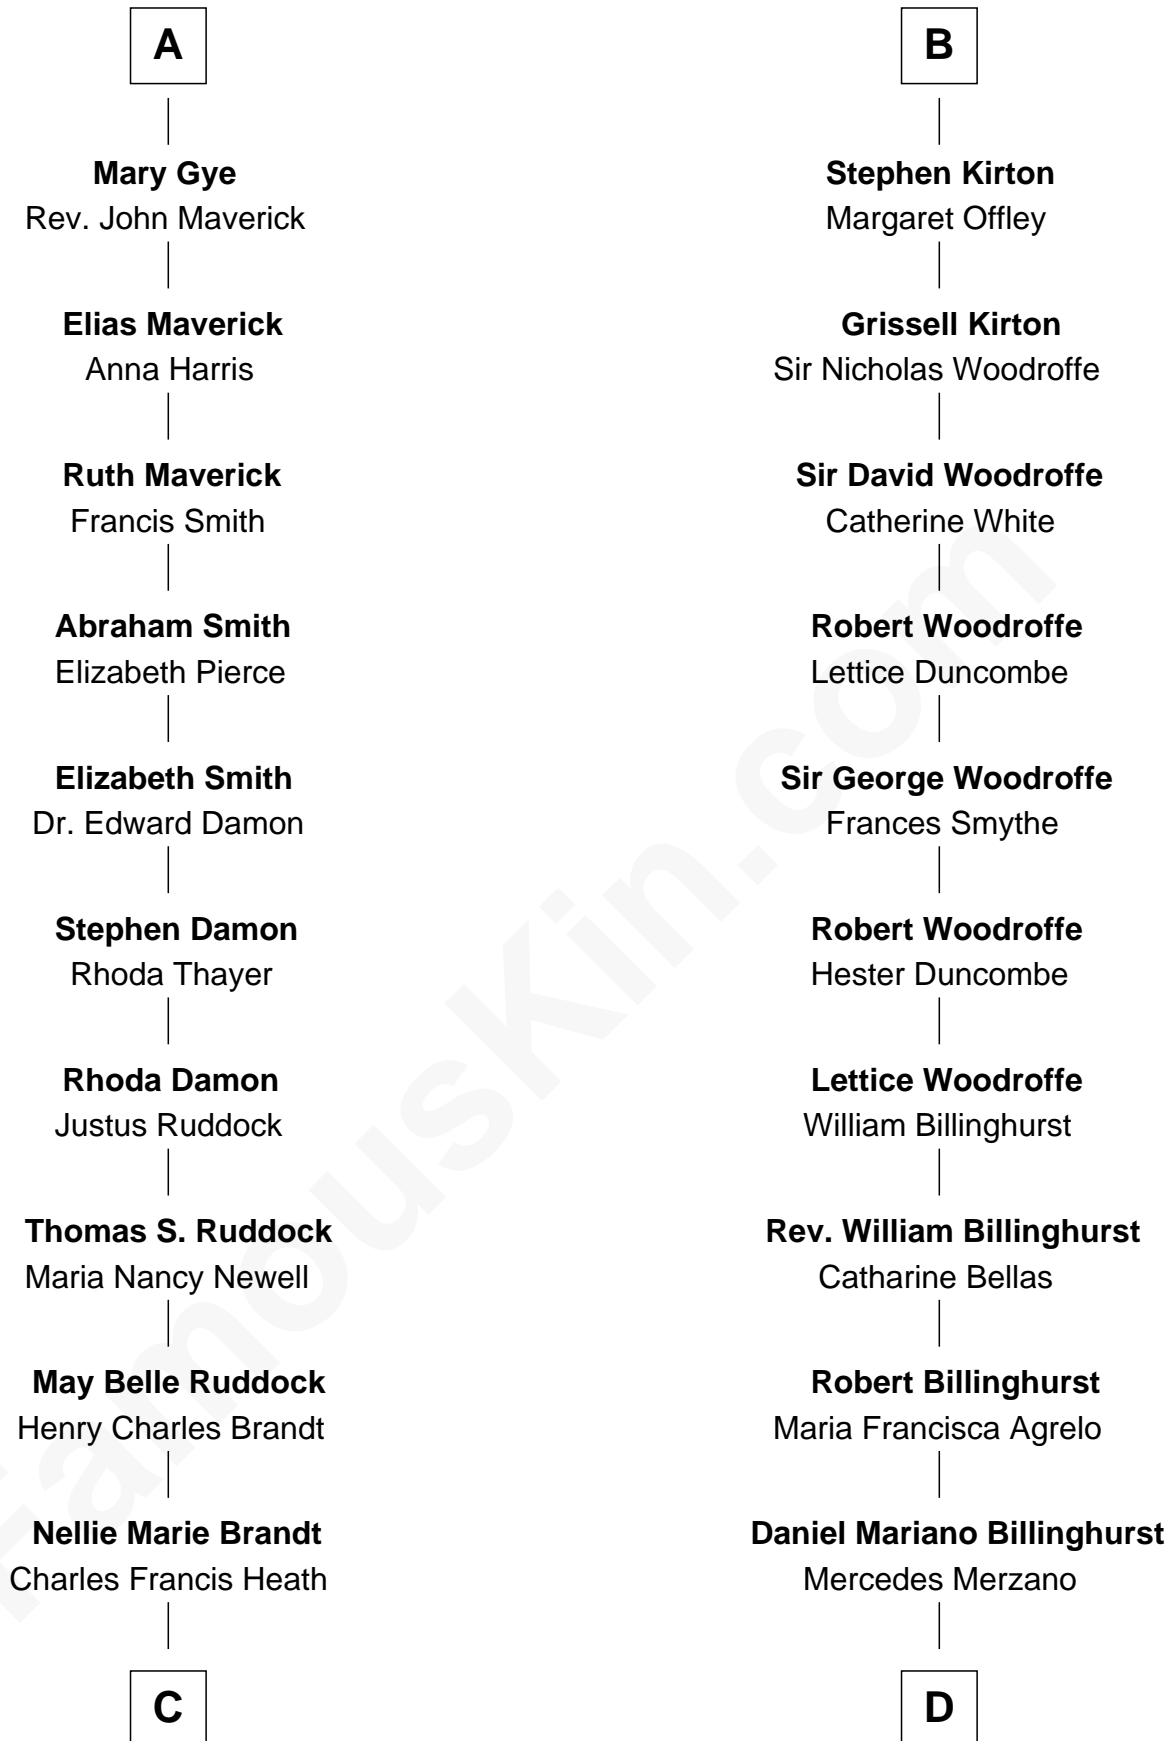 A
Mary Gye
Rev. John Maverick
Elias Maverick
Anna Harris
Ruth Maverick
Francis Smith
Abraham Smith
Elizabeth Pierce
Elizabeth Smith
Dr. Edward Damon
Stephen Damon
Rhoda Thayer
Rhoda Damon
Justus Ruddock
Thomas S. Ruddock
Maria Nancy Newell
May Belle Ruddock
Henry Charles Brandt
Nellie Marie Brandt
Charles Francis Heath
C
B
Stephen Kirton
Margaret Offley
Grissell Kirton
Sir Nicholas Woodroffe
Sir David Woodroffe
Catherine White
Robert Woodroffe
Lettice Duncombe
Sir George Woodroffe
Frances Smythe
Robert Woodroffe
Hester Duncombe
Lettice Woodroffe
William Billinghurst
Rev. William Billinghurst
Catharine Bellas
Robert Billinghurst
Maria Francisca Agrelo
Daniel Mariano Billinghurst
Mercedes Merzano
D
FamousKin.com